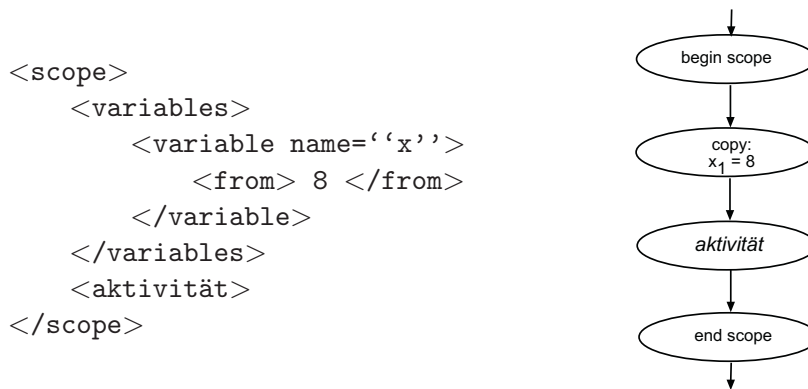 <scope>
<variables>
<variable name=‘‘x’’>
<from> 8 </from>
</variable>
</variables>
<aktivität>
</scope>
begin scope
copy:
x₁ = 8
aktivität
end scope